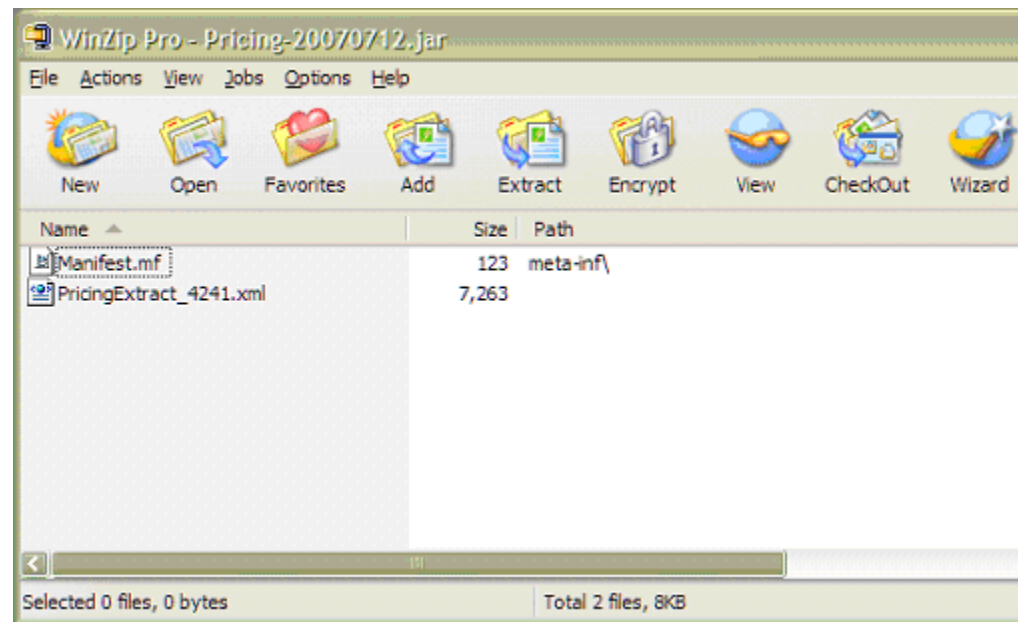 WinZip Pro - Pricing-20070712.jar
File Actions View Jobs Options Help
New Open Favorites Add Extract Encrypt View CheckOut Wizard
Name Size Path
Manifest.mf 123 meta-inf\
PricingExtract_4241.xml 7,263
Selected 0 files, 0 bytes Total 2 files, 8KB